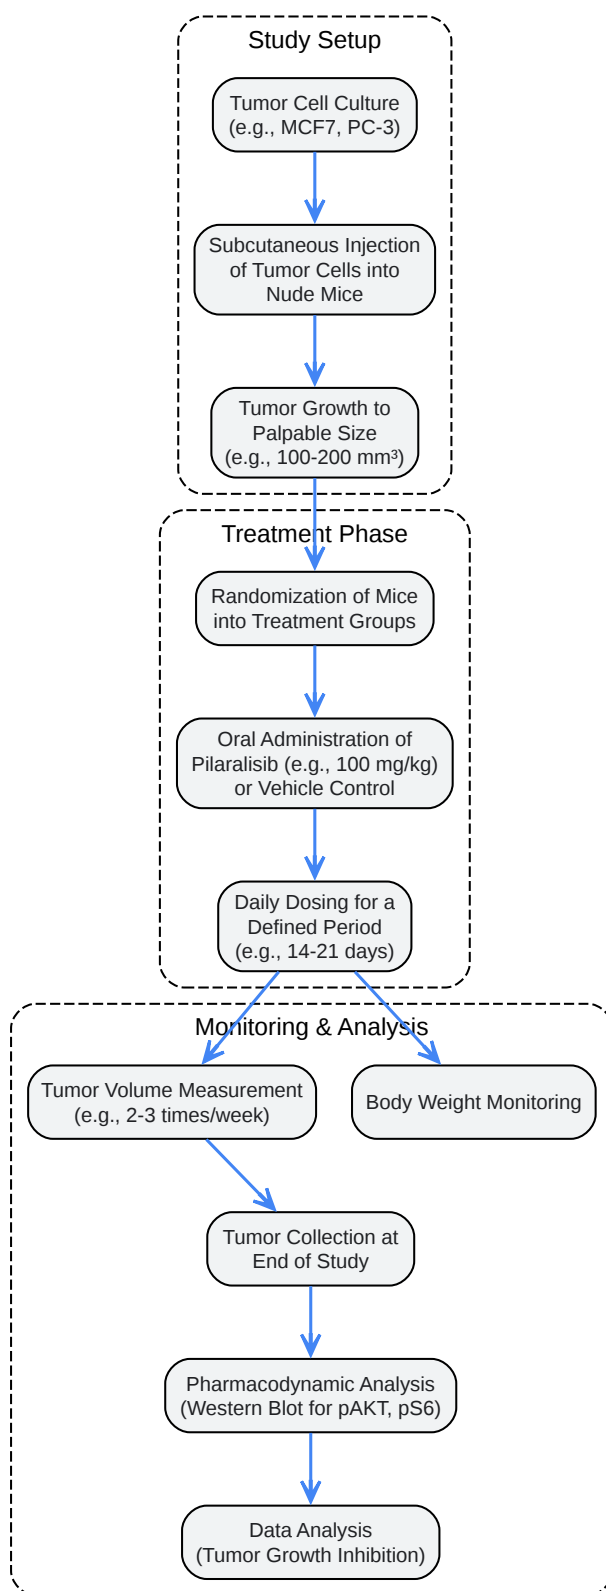 Study Setup
Tumor Cell Culture
(e.g., MCF7, PC-3)
Subcutaneous Injection
of Tumor Cells into
Nude Mice
Tumor Growth to
Palpable Size
(e.g., 100-200 mm³)
Treatment Phase
Randomization of Mice
into Treatment Groups
Oral Administration of
Pilaralisib (e.g., 100 mg/kg)
or Vehicle Control
Daily Dosing for a
Defined Period
(e.g., 14-21 days)
Monitoring & Analysis
Tumor Volume Measurement
(e.g., 2-3 times/week)
Body Weight Monitoring
Tumor Collection at
End of Study
Pharmacodynamic Analysis
(Western Blot for pAKT, pS6)
Data Analysis
(Tumor Growth Inhibition)